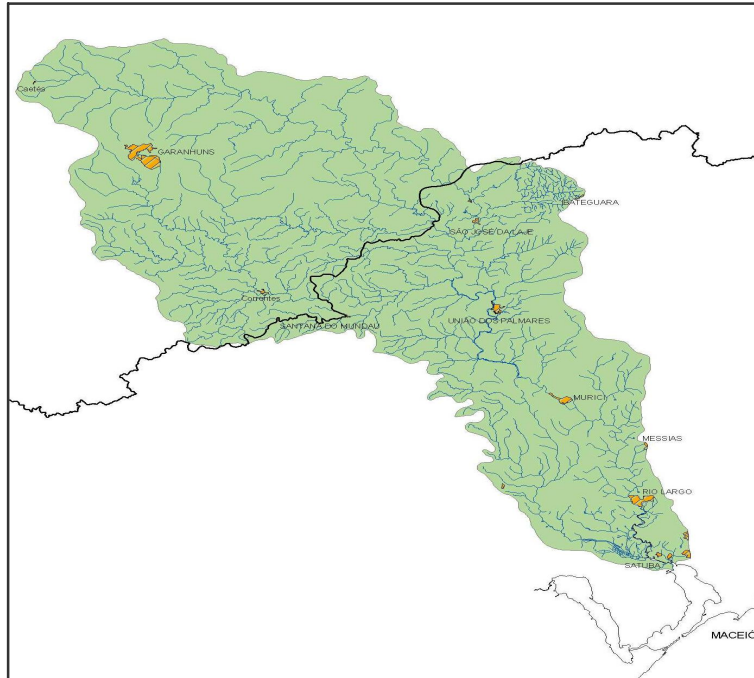 Caetés
GARANHUNS
IBATEGUARA
SÃO JOSÉ DA LAJE
Correntes
UNIÃO DOS PALMARES
SANTANA DO MUNDAÚ
MURICI
MESSIAS
RIO LARGO
SATUBA
MACEIÓ